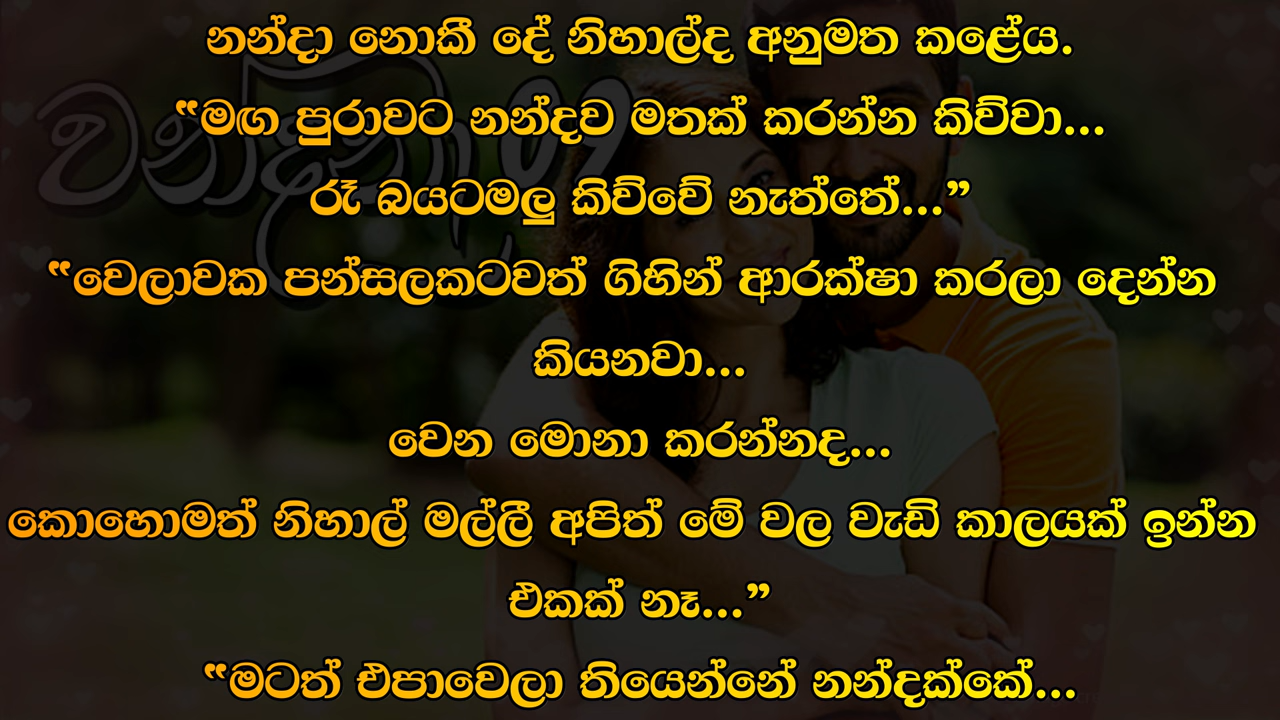 නන්දා නොකී දේ නිහාල්ද අනුමත කළේය.
“මඟ පුරාවට නන්දව මතක් කරන්න කිව්වා...
රෑ බයටමලු කිව්වේ නැත්තේ...”
“වෙලාවක පන්සලකටවත් ගිහින් ආරක්ෂා කරලා දෙන්න
කියනවා...
වෙන මොනා කරන්නද...
කොහොමත් නිහාල් මල්ලී අපිත් මේ වල වැඩි කාලයක් ඉන්න
එකක් නෑ...”
“මටත් එපාවෙලා තියෙන්නේ නන්දක්කේ...